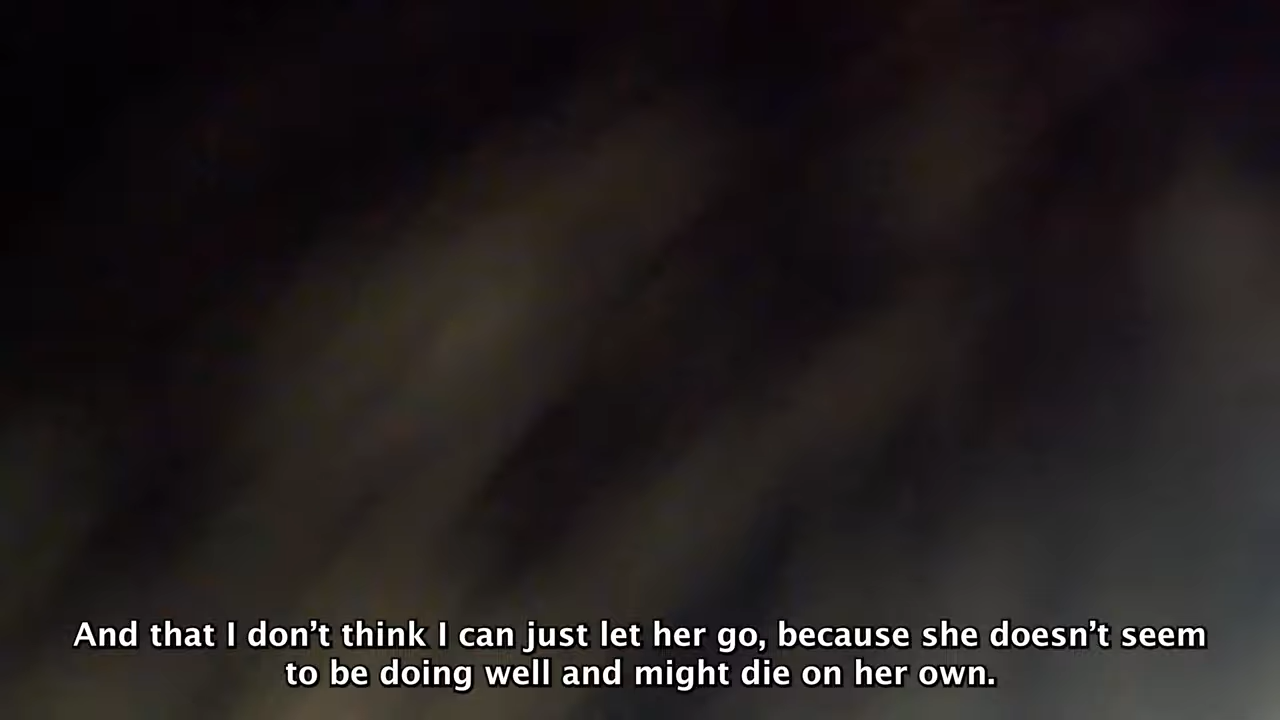 And that I don’t think I can just let her go, because she doesn’t seem
to be doing well and might die on her own.